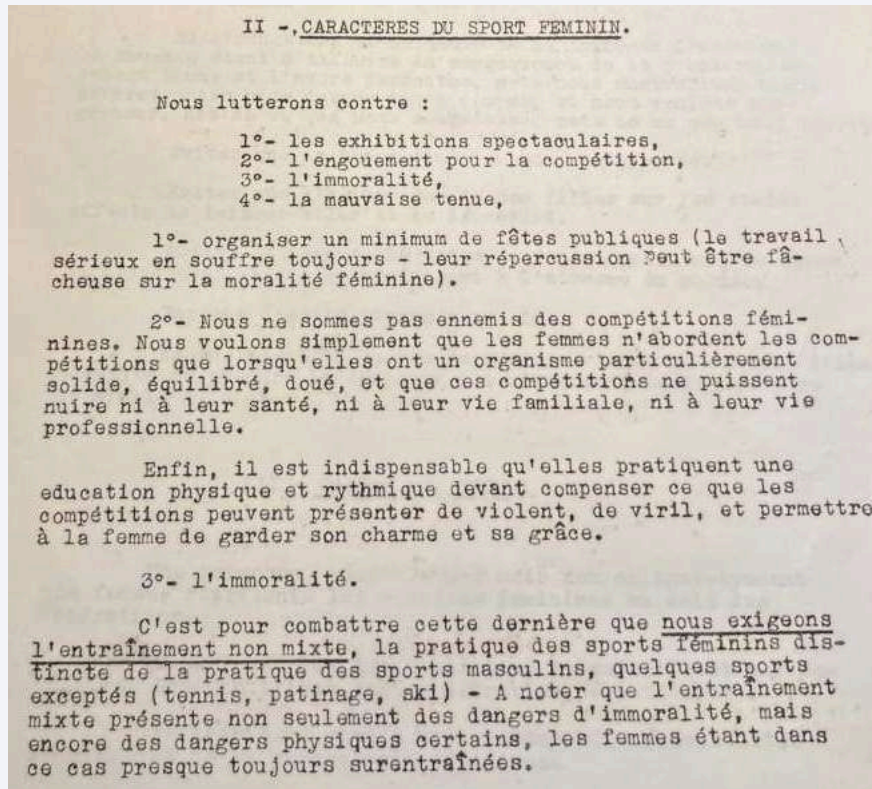 II -, CARACTERES DU SPORT FEMININ.
Nous lutterons contre :
1°- les exhibitions spectaculaires,
2°- l'engouement pour la compétition,
3°- l'immoralité,
4°- la mauvaise tenue,
1°- organiser un minimum de fêtes publiques (le travail
sérieux en souffre toujours - leur répercussion peut être fâ-
cheuse sur la moralité féminine).
2°- Nous ne sommes pas ennemis des compétitions fémi-
nines. Nous voulons simplement que les femmes n'abordent les com-
pétitions que lorsqu'elles ont un organisme particulièrement
solide, équilibré, doué, et que ces compétitions ne puissent
nuire ni à leur santé, ni à leur vie familiale, ni à leur vie
professionnelle.
Enfin, il est indispensable qu'elles pratiquent une
education physique et rythmique devant compenser ce que les
compétitions peuvent présenter de violent, de viril, et permettre
à la femme de garder son charme et sa grâce.
3°- l'immoralité.
C'est pour combattre cette dernière que nous exigeons
l'entraînement non mixte, la pratique des sports féminins dis-
tincte de la pratique des sports masculins, quelques sports
exceptés (tennis, patinage, ski) - A noter que l'entraînement
mixte présente non seulement des dangers d'immoralité, mais
encore des dangers physiques certains, les femmes étant dans
ce cas presque toujours surentraînées.